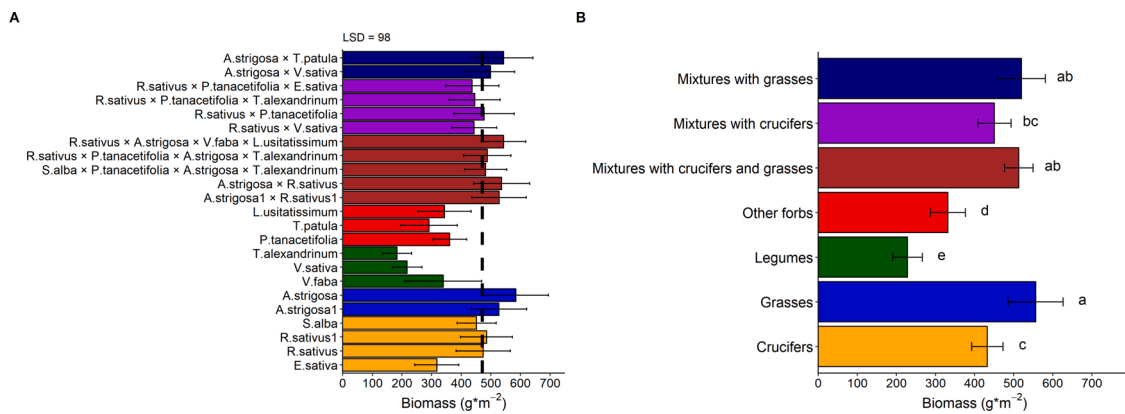 A
LSD = 98
A.strigosa × T.patula
A.strigosa × V.sativa
R.sativus × P.tanacetifolia × E.sativa
R.sativus × P.tanacetifolia × T.alexandrinum
R.sativus × P.tanacetifolia
R.sativus × V.sativa
R.sativus × A.strigosa × V.faba × L.usitatissimum
R.sativus × P.tanacetifolia × A.strigosa × T.alexandrinum
S.alba × P.tanacetifolia × A.strigosa × T.alexandrinum
A.strigosa × R.sativus
A.strigosa1 × R.sativus1
L.usitatissimum
T.patula
P.tanacetifolia
T.alexandrinum
V.sativa
V.faba
A.strigosa
A.strigosa1
S.alba
R.sativus1
R.sativus
E.sativa
0 100 200 300 400 500 600 700
Biomass (g*m⁻²)
B
Mixtures with grasses ab
Mixtures with crucifers bc
Mixtures with crucifers and grasses ab
Other forbs d
Legumes e
Grasses a
Crucifers c
0 100 200 300 400 500 600 700
Biomass (g*m⁻²)